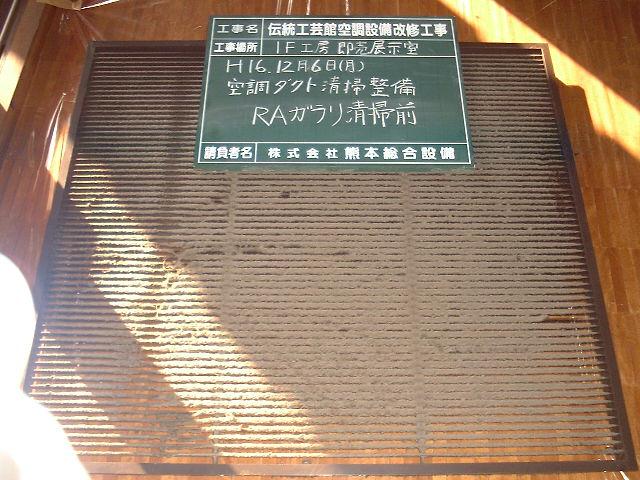 工事名 伝統工芸館空調設備改修工事
工事場所 1F工房 即売展示室
H16.12月6日(月)
空調ダクト清掃整備
RAガラリ清掃前
請負者名 株式会社 熊本総合設備